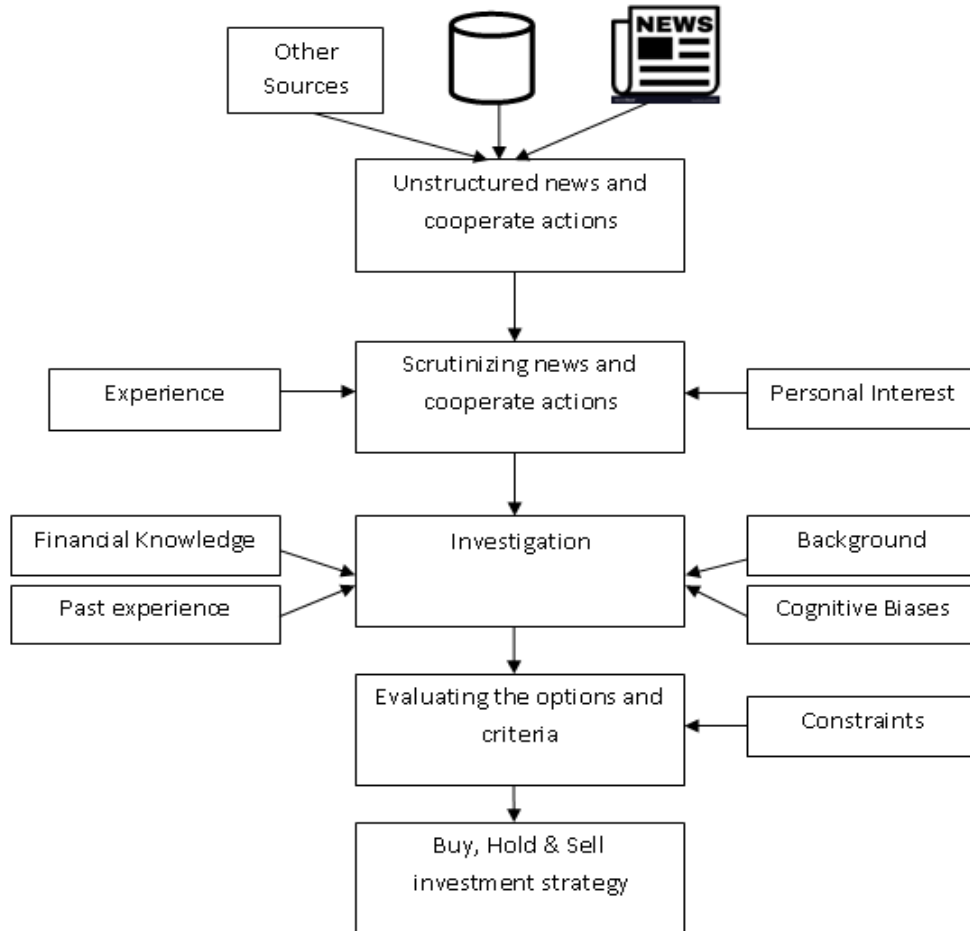 Other
Sources
NEWS
Unstructured news and
cooperate actions
Scrutinizing news and
cooperate actions
Experience
Personal Interest
Financial Knowledge
Investigation
Background
Past experience
Cognitive Biases
Evaluating the options and
criteria
Constraints
Buy, Hold & Sell
investment strategy